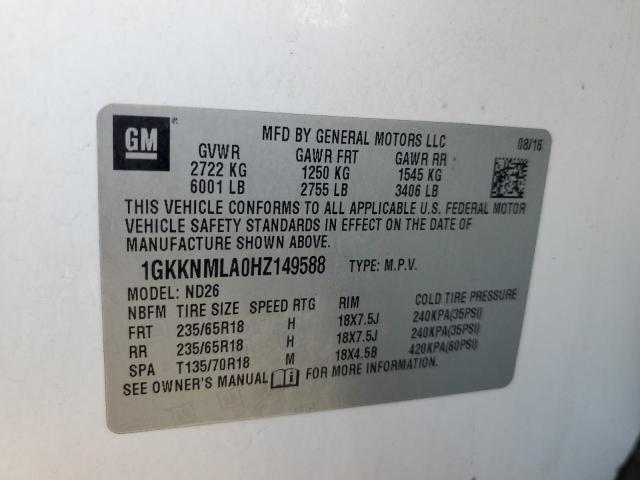 GM
MFD BY GENERAL MOTORS LLC 08/16
GVWR GAWR FRT GAWR RR
2722 KG 1250 KG 1545 KG
6001 LB 2755 LB 3406 LB
THIS VEHICLE CONFORMS TO ALL APPLICABLE U.S. FEDERAL MOTOR
VEHICLE SAFETY STANDARDS IN EFFECT ON THE DATE OF
MANUFACTURE SHOWN ABOVE.
1GKKNMLA0HZ149588 TYPE: M.P.V.
MODEL: ND26
NBFM TIRE SIZE SPEED RTG RIM COLD TIRE PRESSURE
FRT 235/65R18 H 18X7.5J 240KPA(35PSI)
RR 235/65R18 H 18X7.5J 240KPA(35PSI)
SPA T135/70R18 M 18X4.5B 420KPA(60PSI)
SEE OWNER'S MANUAL FOR MORE INFORMATION.